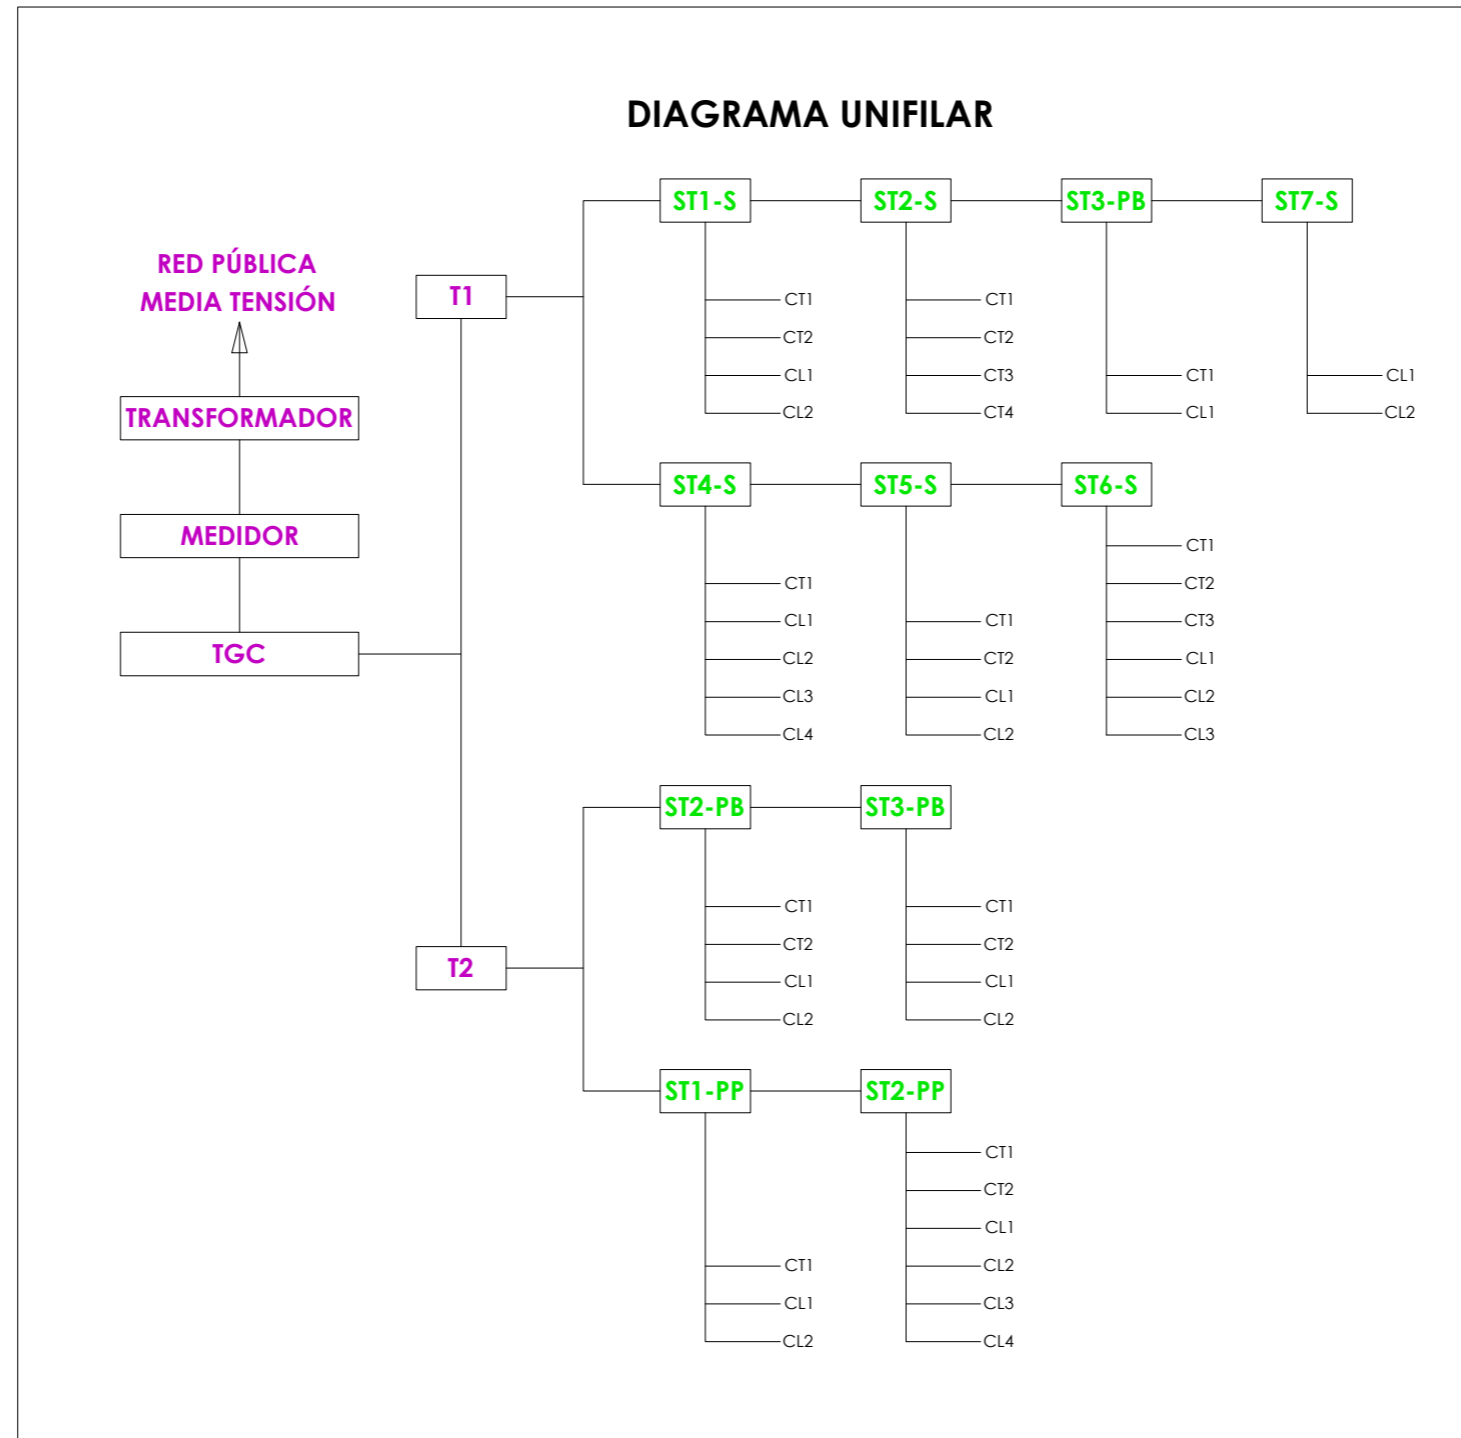 DIAGRAMA UNIFILAR
RED PÚBLICA
MEDIA TENSIÓN
TRANSFORMADOR
MEDIDOR
TGC
T1
ST1-S
CT1
CT2
CL1
CL2
ST2-S
CT1
CT2
CT3
CT4
ST3-PB
CT1
CL1
ST7-S
CL1
CL2
ST4-S
CT1
CL1
CL2
CL3
CL4
ST5-S
CT1
CT2
CL1
CL2
ST6-S
CT1
CT2
CT3
CL1
CL2
CL3
T2
ST2-PB
CT1
CT2
CL1
CL2
ST3-PB
CT1
CT2
CL1
CL2
ST1-PP
CT1
CL1
CL2
ST2-PP
CT1
CT2
CL1
CL2
CL3
CL4